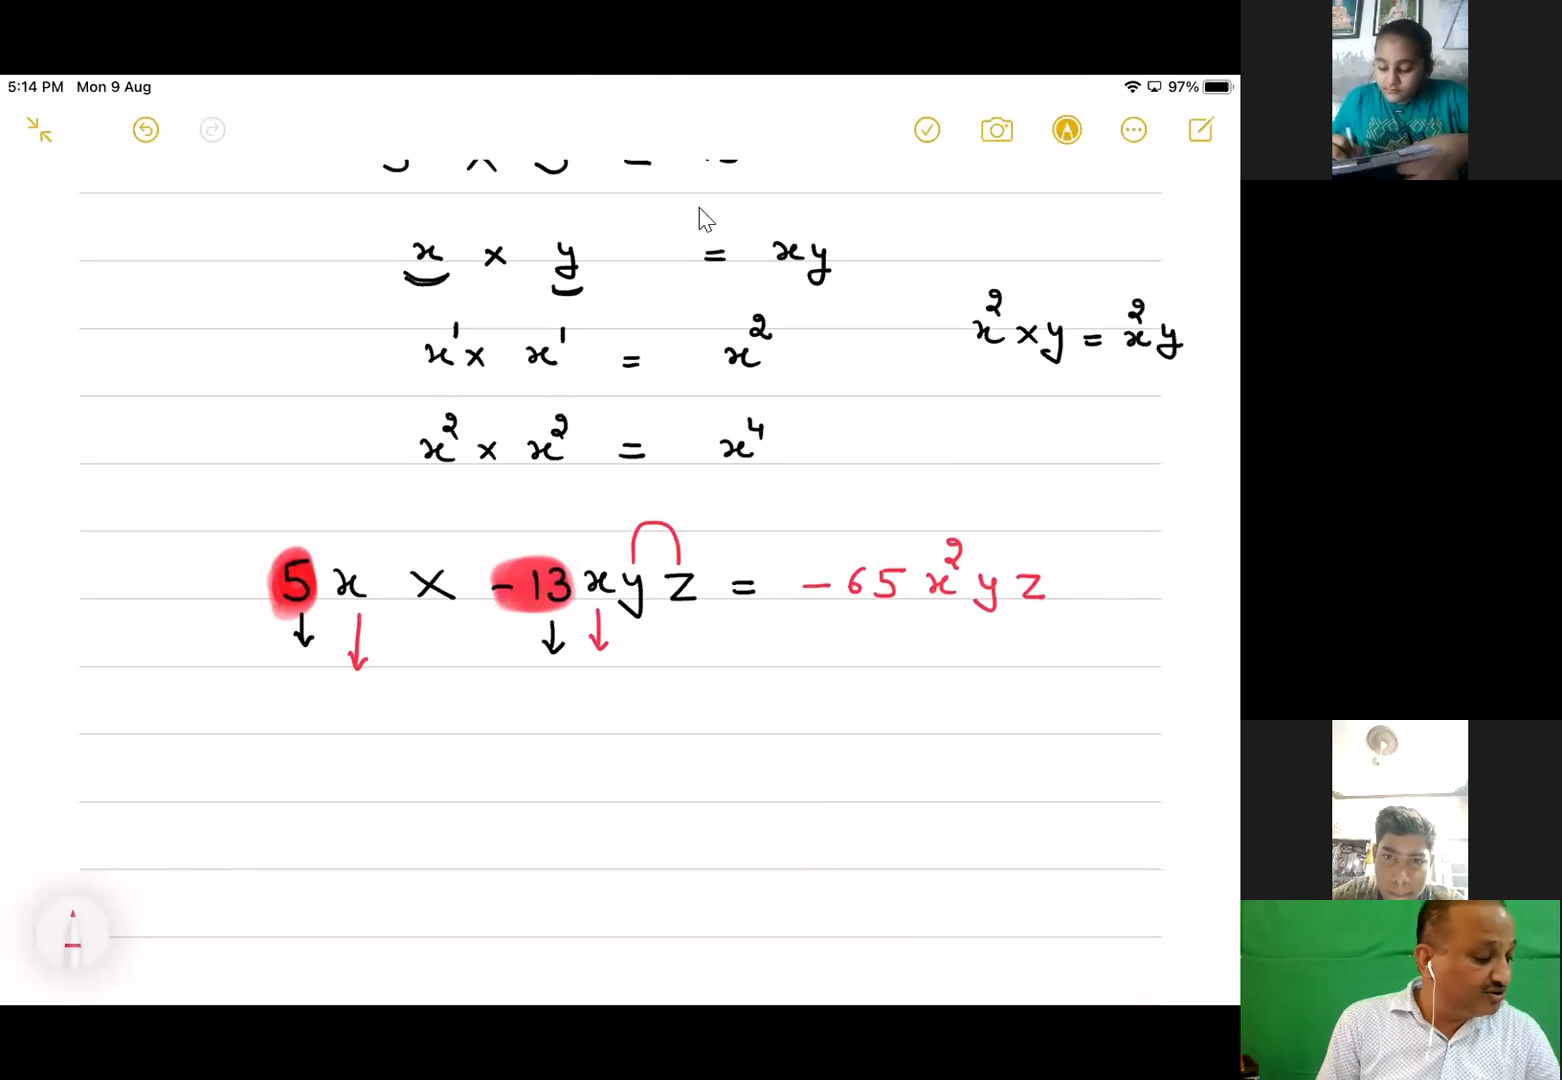 5:14 PM Mon 9 Aug 97%
x × y = xy
x¹ × x¹ = x²
x² × y = x²y
x² × x² = x⁴
5x × -13xyz = -65x²yz